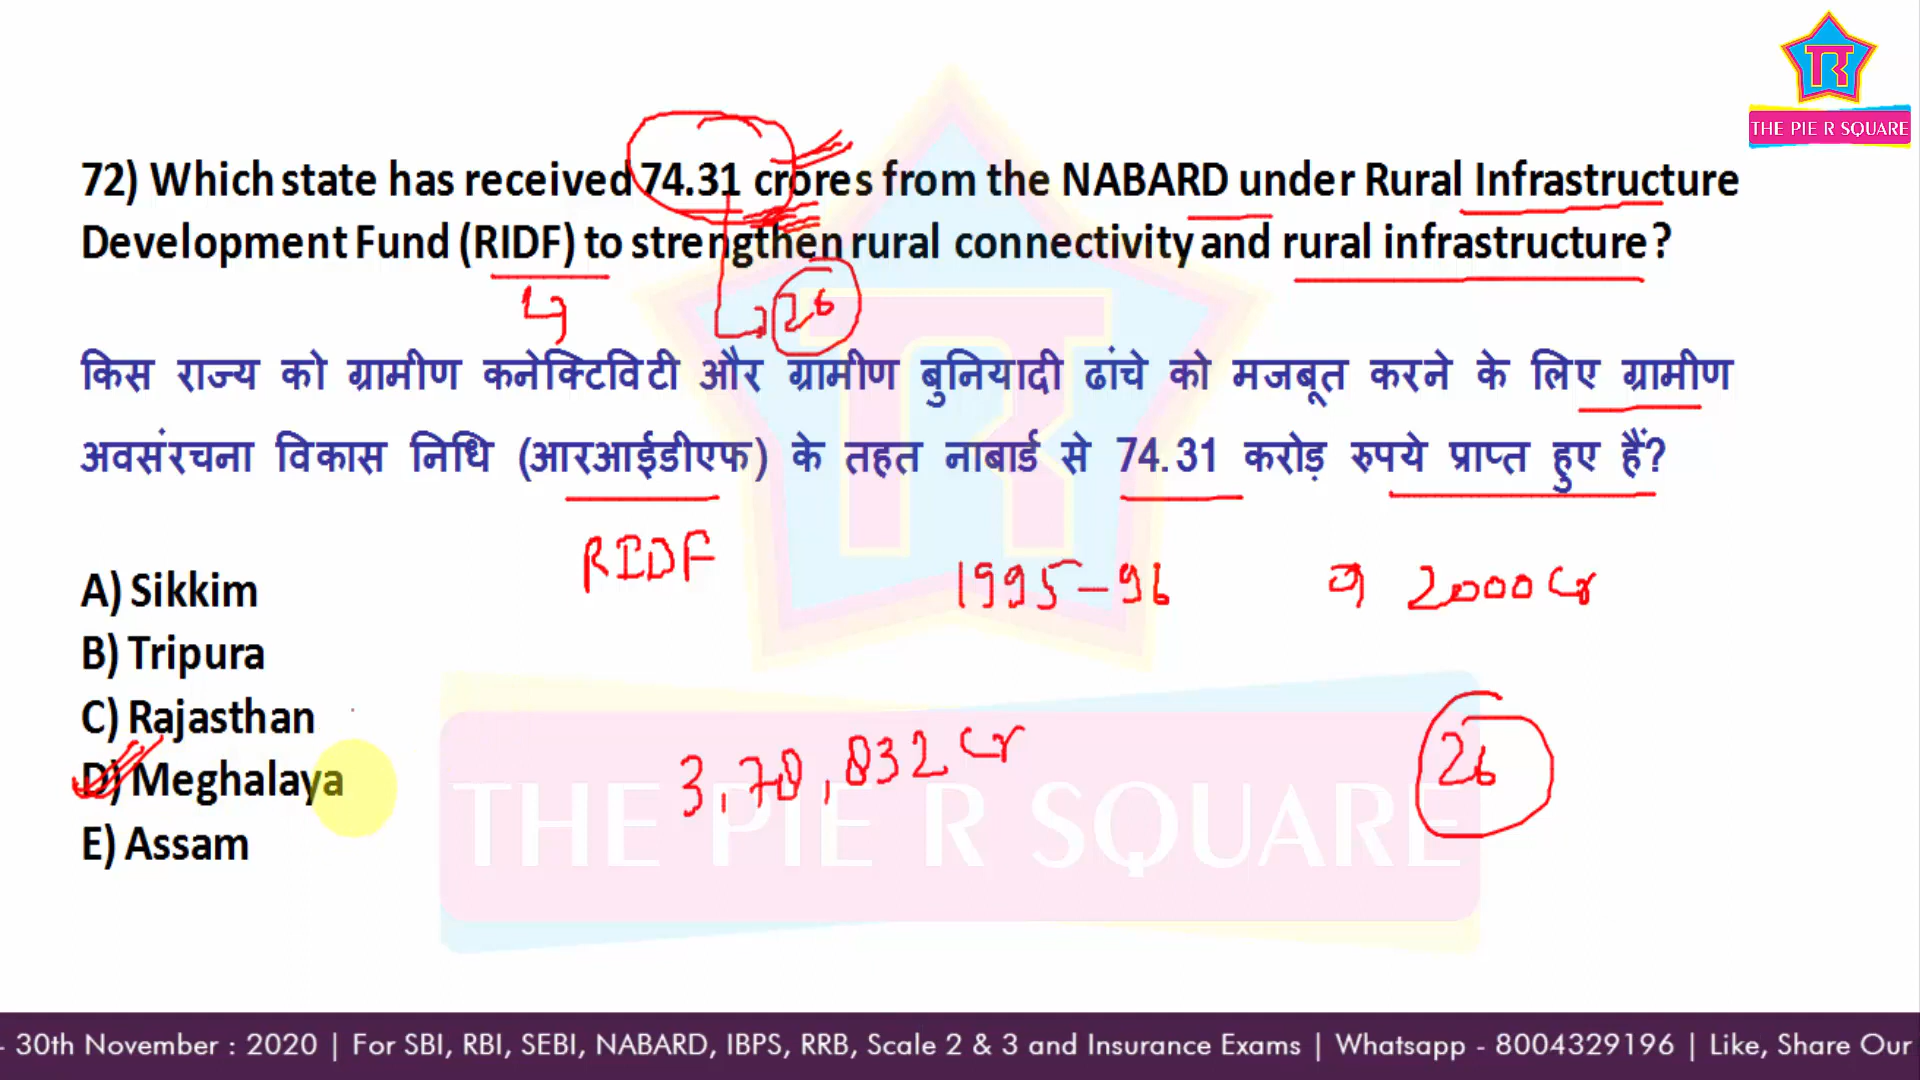 THE PIE R SQUARE
72) Which state has received 74.31 crores from the NABARD under Rural Infrastructure
Development Fund (RIDF) to strengthen rural connectivity and rural infrastructure?
26
किस राज्य को ग्रामीण कनेक्टिविटी और ग्रामीण बुनियादी ढांचे को मजबूत करने के लिए ग्रामीण
अवसंरचना विकास निधि (आरआईडीएफ) के तहत नाबार्ड से 74.31 करोड़ रुपये प्राप्त हुए हैं?
RIDF 1995-96 2000 Cr
A) Sikkim
B) Tripura
C) Rajasthan
D) Meghalaya
3,70,832 Cr 26
E) Assam
THE PIE R SQUARE
- 30th November : 2020 | For SBI, RBI, SEBI, NABARD, IBPS, RRB, Scale 2 & 3 and Insurance Exams | Whatsapp - 8004329196 | Like, Share Our